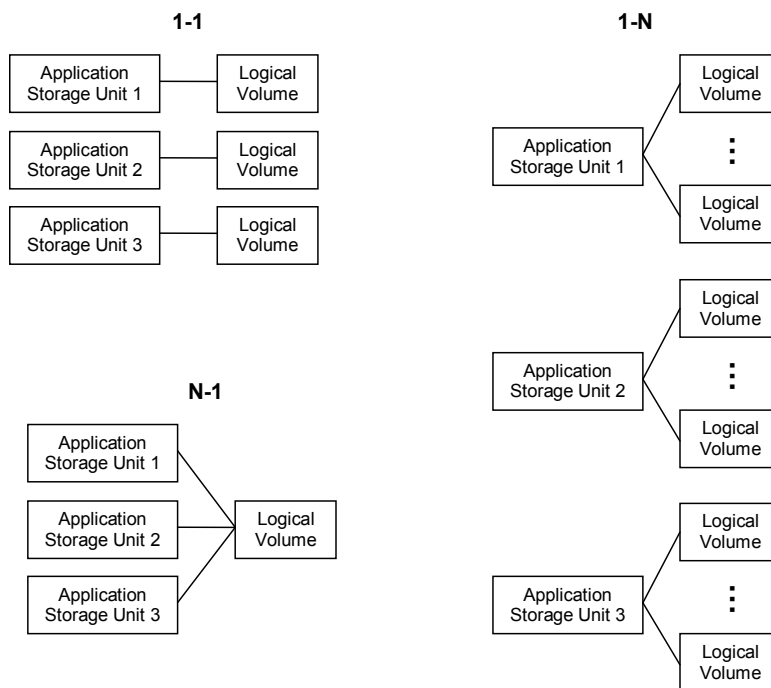 1-1
Application
Storage Unit 1
Logical
Volume
Application
Storage Unit 2
Logical
Volume
Application
Storage Unit 3
Logical
Volume
N-1
Application
Storage Unit 1
Application
Storage Unit 2
Application
Storage Unit 3
Logical
Volume
1-N
Application
Storage Unit 1
Logical
Volume
Logical
Volume
Application
Storage Unit 2
Logical
Volume
Logical
Volume
Application
Storage Unit 3
Logical
Volume
Logical
Volume